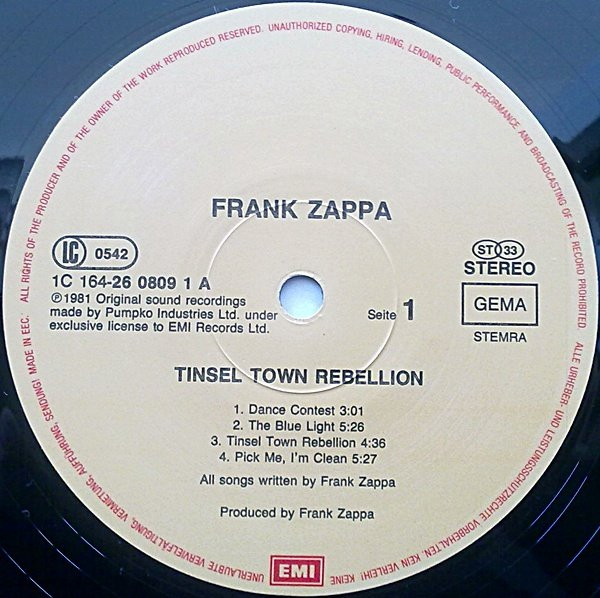 ALL RIGHTS OF THE PRODUCER AND OF THE OWNER OF THE WORK REPRODUCED RESERVED. UNAUTHORIZED COPYING, HIRING, LENDING, PUBLIC PERFORMANCE AND BROADCASTING OF THE RECORD PROHIBITED. ALLE URHEBER- UND LEISTUNGSSCHUTZRECHTE VORBEHALTEN. KEIN VERLEIH! KEINE UNERLAUBTE VERVIELFÄLTIGUNG, VERMIETUNG, AUFFÜHRUNG, SENDUNG! MADE IN EEC.
FRANK ZAPPA
LC 0542
1C 164-26 0809 1 A
℗ 1981 Original sound recordings
made by Pumpko Industries Ltd. under
exclusive license to EMI Records Ltd.
Seite 1
ST 33
STEREO
GEMA
STEMRA
TINSEL TOWN REBELLION
1. Dance Contest 3:01
2. The Blue Light 5:26
3. Tinsel Town Rebellion 4:36
4. Pick Me, I'm Clean 5:27
All songs written by Frank Zappa
Produced by Frank Zappa
EMI